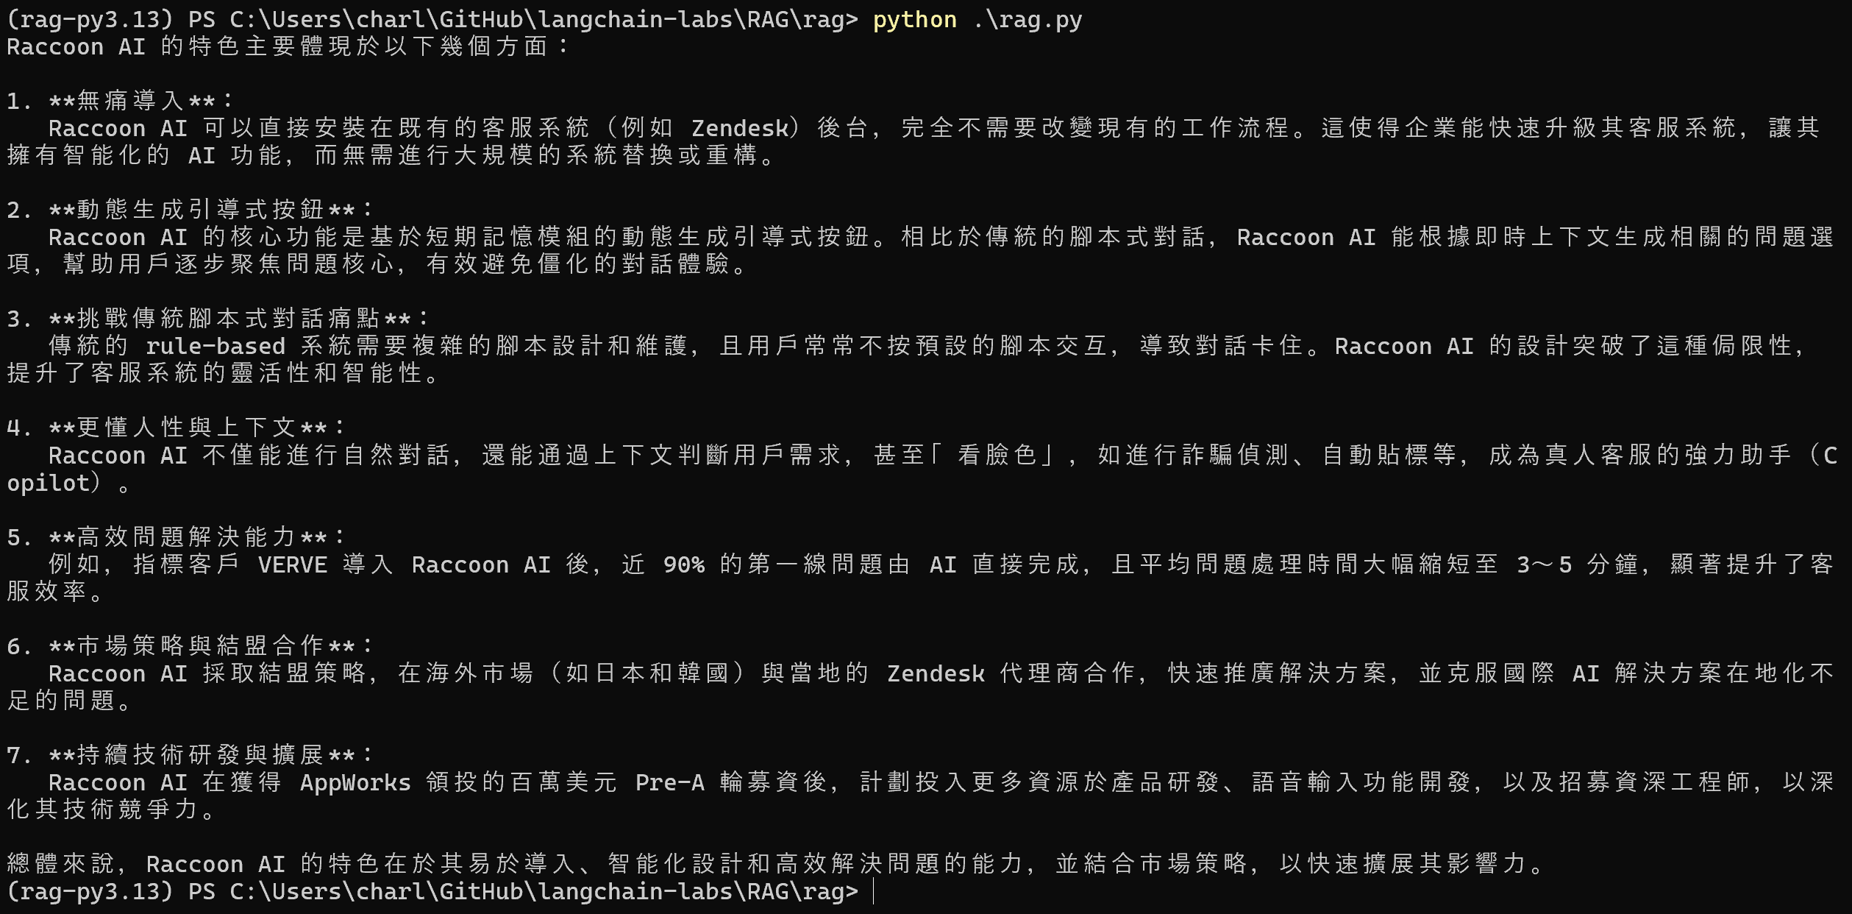 (rag-py3.13) PS C:\Users\charl\GitHub\langchain-labs\RAG\rag> python .\rag.py
Raccoon AI 的特色主要體現於以下幾個方面：
1. **無痛導入**：
Raccoon AI 可以直接安裝在既有的客服系統（例如 Zendesk）後台，完全不需要改變現有的工作流程。這使得企業能快速升級其客服系統，讓其
擁有智能化的 AI 功能，而無需進行大規模的系統替換或重構。
2. **動態生成引導式按鈕**：
Raccoon AI 的核心功能是基於短期記憶模組的動態生成引導式按鈕。相比於傳統的腳本式對話，Raccoon AI 能根據即時上下文生成相關的問題選
項，幫助用戶逐步聚焦問題核心，有效避免僵化的對話體驗。
3. **挑戰傳統腳本式對話痛點**：
傳統的 rule-based 系統需要複雜的腳本設計和維護，且用戶常常不按預設的腳本交互，導致對話卡住。Raccoon AI 的設計突破了這種侷限性，
提升了客服系統的靈活性和智能性。
4. **更懂人性與上下文**：
Raccoon AI 不僅能進行自然對話，還能通過上下文判斷用戶需求，甚至「看臉色」，如進行詐騙偵測、自動貼標等，成為真人客服的強力助手（C
opilot）。
5. **高效問題解決能力**：
例如，指標客戶 VERVE 導入 Raccoon AI 後，近 90% 的第一線問題由 AI 直接完成，且平均問題處理時間大幅縮短至 3～5 分鐘，顯著提升了客
服效率。
6. **市場策略與結盟合作**：
Raccoon AI 採取結盟策略，在海外市場（如日本和韓國）與當地的 Zendesk 代理商合作，快速推廣解決方案，並克服國際 AI 解決方案在地化不
足的問題。
7. **持續技術研發與擴展**：
Raccoon AI 在獲得 AppWorks 領投的百萬美元 Pre-A 輪募資後，計劃投入更多資源於產品研發、語音輸入功能開發，以及招募資深工程師，以深
化其技術競爭力。
總體來說，Raccoon AI 的特色在於其易於導入、智能化設計和高效解決問題的能力，並結合市場策略，以快速擴展其影響力。
(rag-py3.13) PS C:\Users\charl\GitHub\langchain-labs\RAG\rag>